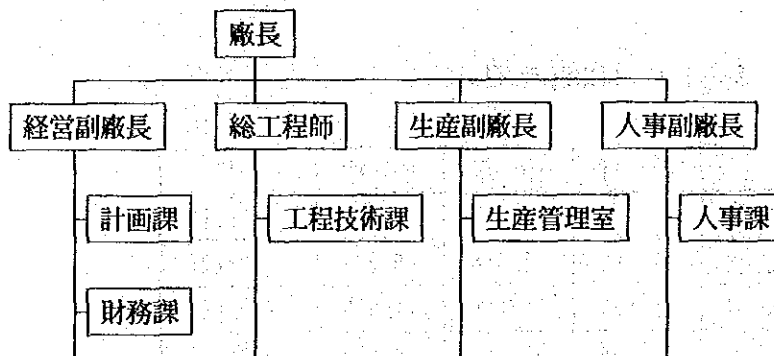 廠長
経営副廠長
総工程師
生産副廠長
人事副廠長
計画課
工程技術課
生産管理室
人事課
財務課